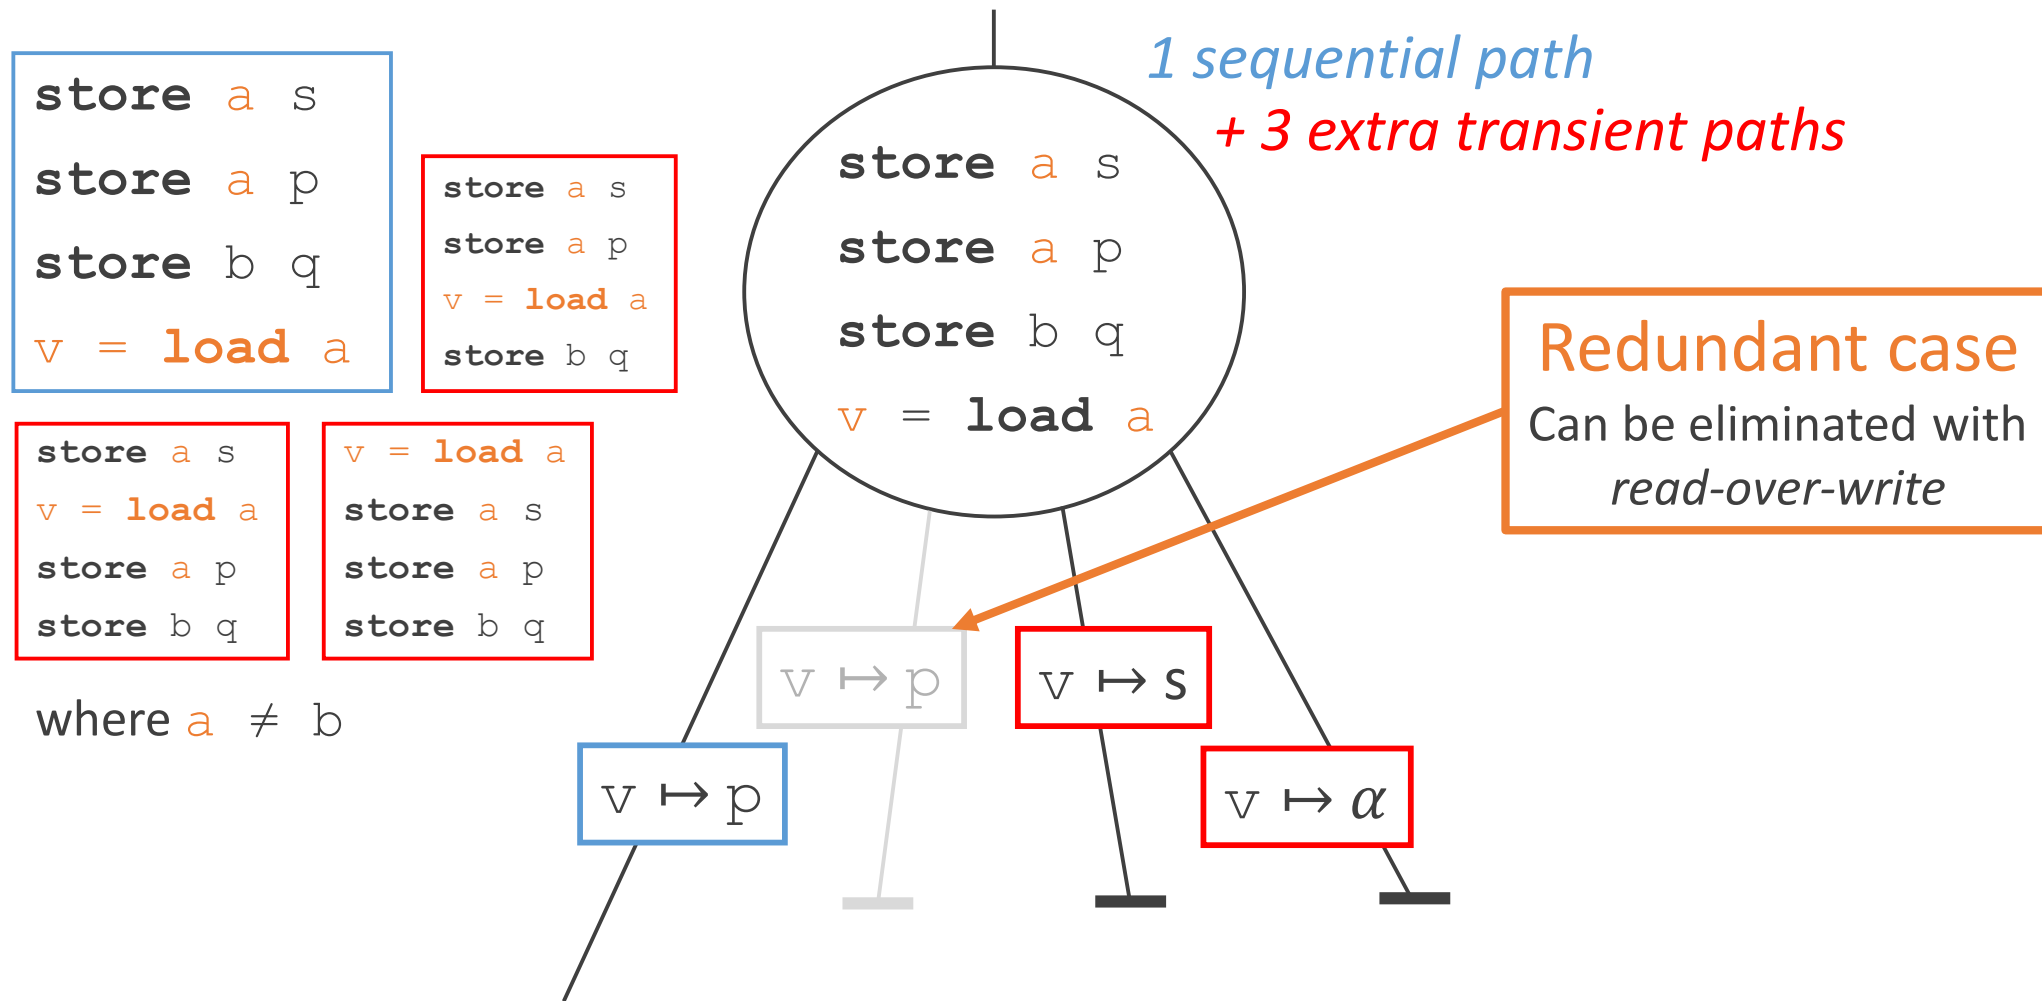 store a s
store a p
store b q
v = load a
store a s
store a p
v = load a
store b q
store a s
v = load a
store a p
store b q
v = load a
store a s
store a p
store b q
where a ≠ b
1 sequential path
+ 3 extra transient paths
store a s
store a p
store b q
v = load a
Redundant case
Can be eliminated with
read-over-write
v ↦ p
v ↦ p
v ↦ s
v ↦ α